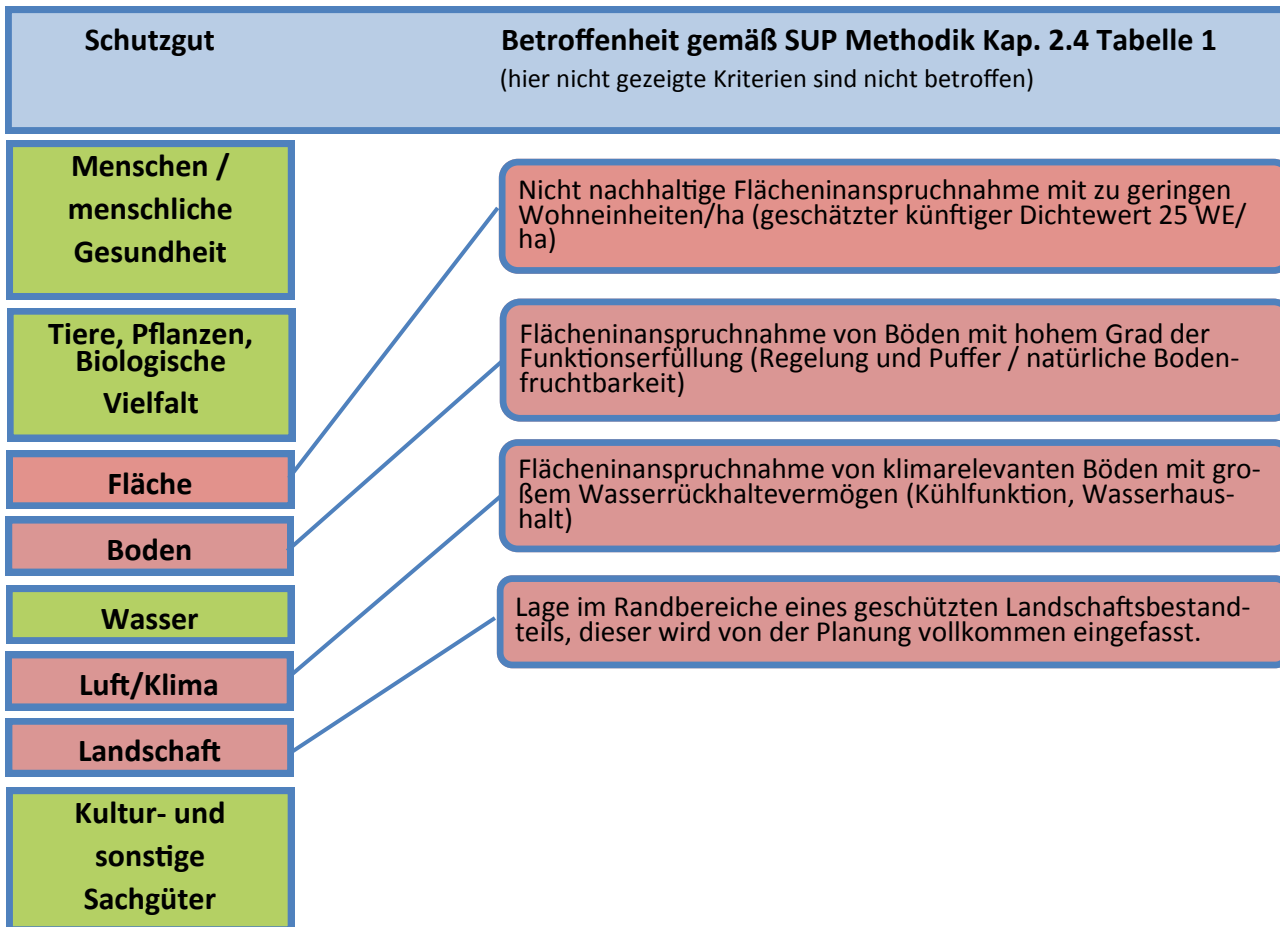 Schutzgut
Betroffenheit gemäß SUP Methodik Kap. 2.4 Tabelle 1
(hier nicht gezeigte Kriterien sind nicht betroffen)
Menschen /
menschliche
Gesundheit
Tiere, Pflanzen,
Biologische
Vielfalt
Fläche
Boden
Wasser
Luft/Klima
Landschaft
Kultur- und
sonstige
Sachgüter
Nicht nachhaltige Flächeninanspruchnahme mit zu geringen
Wohneinheiten/ha (geschätzter künftiger Dichtewert 25 WE/
ha)
Flächeninanspruchnahme von Böden mit hohem Grad der
Funktionserfüllung (Regelung und Puffer / natürliche Boden-
fruchtbarkeit)
Flächeninanspruchnahme von klimarelevanten Böden mit gro-
ßem Wasserrückhaltevermögen (Kühlfunktion, Wasserhaus-
halt)
Lage im Randbereiche eines geschützten Landschaftsbestand-
teils, dieser wird von der Planung vollkommen eingefasst.